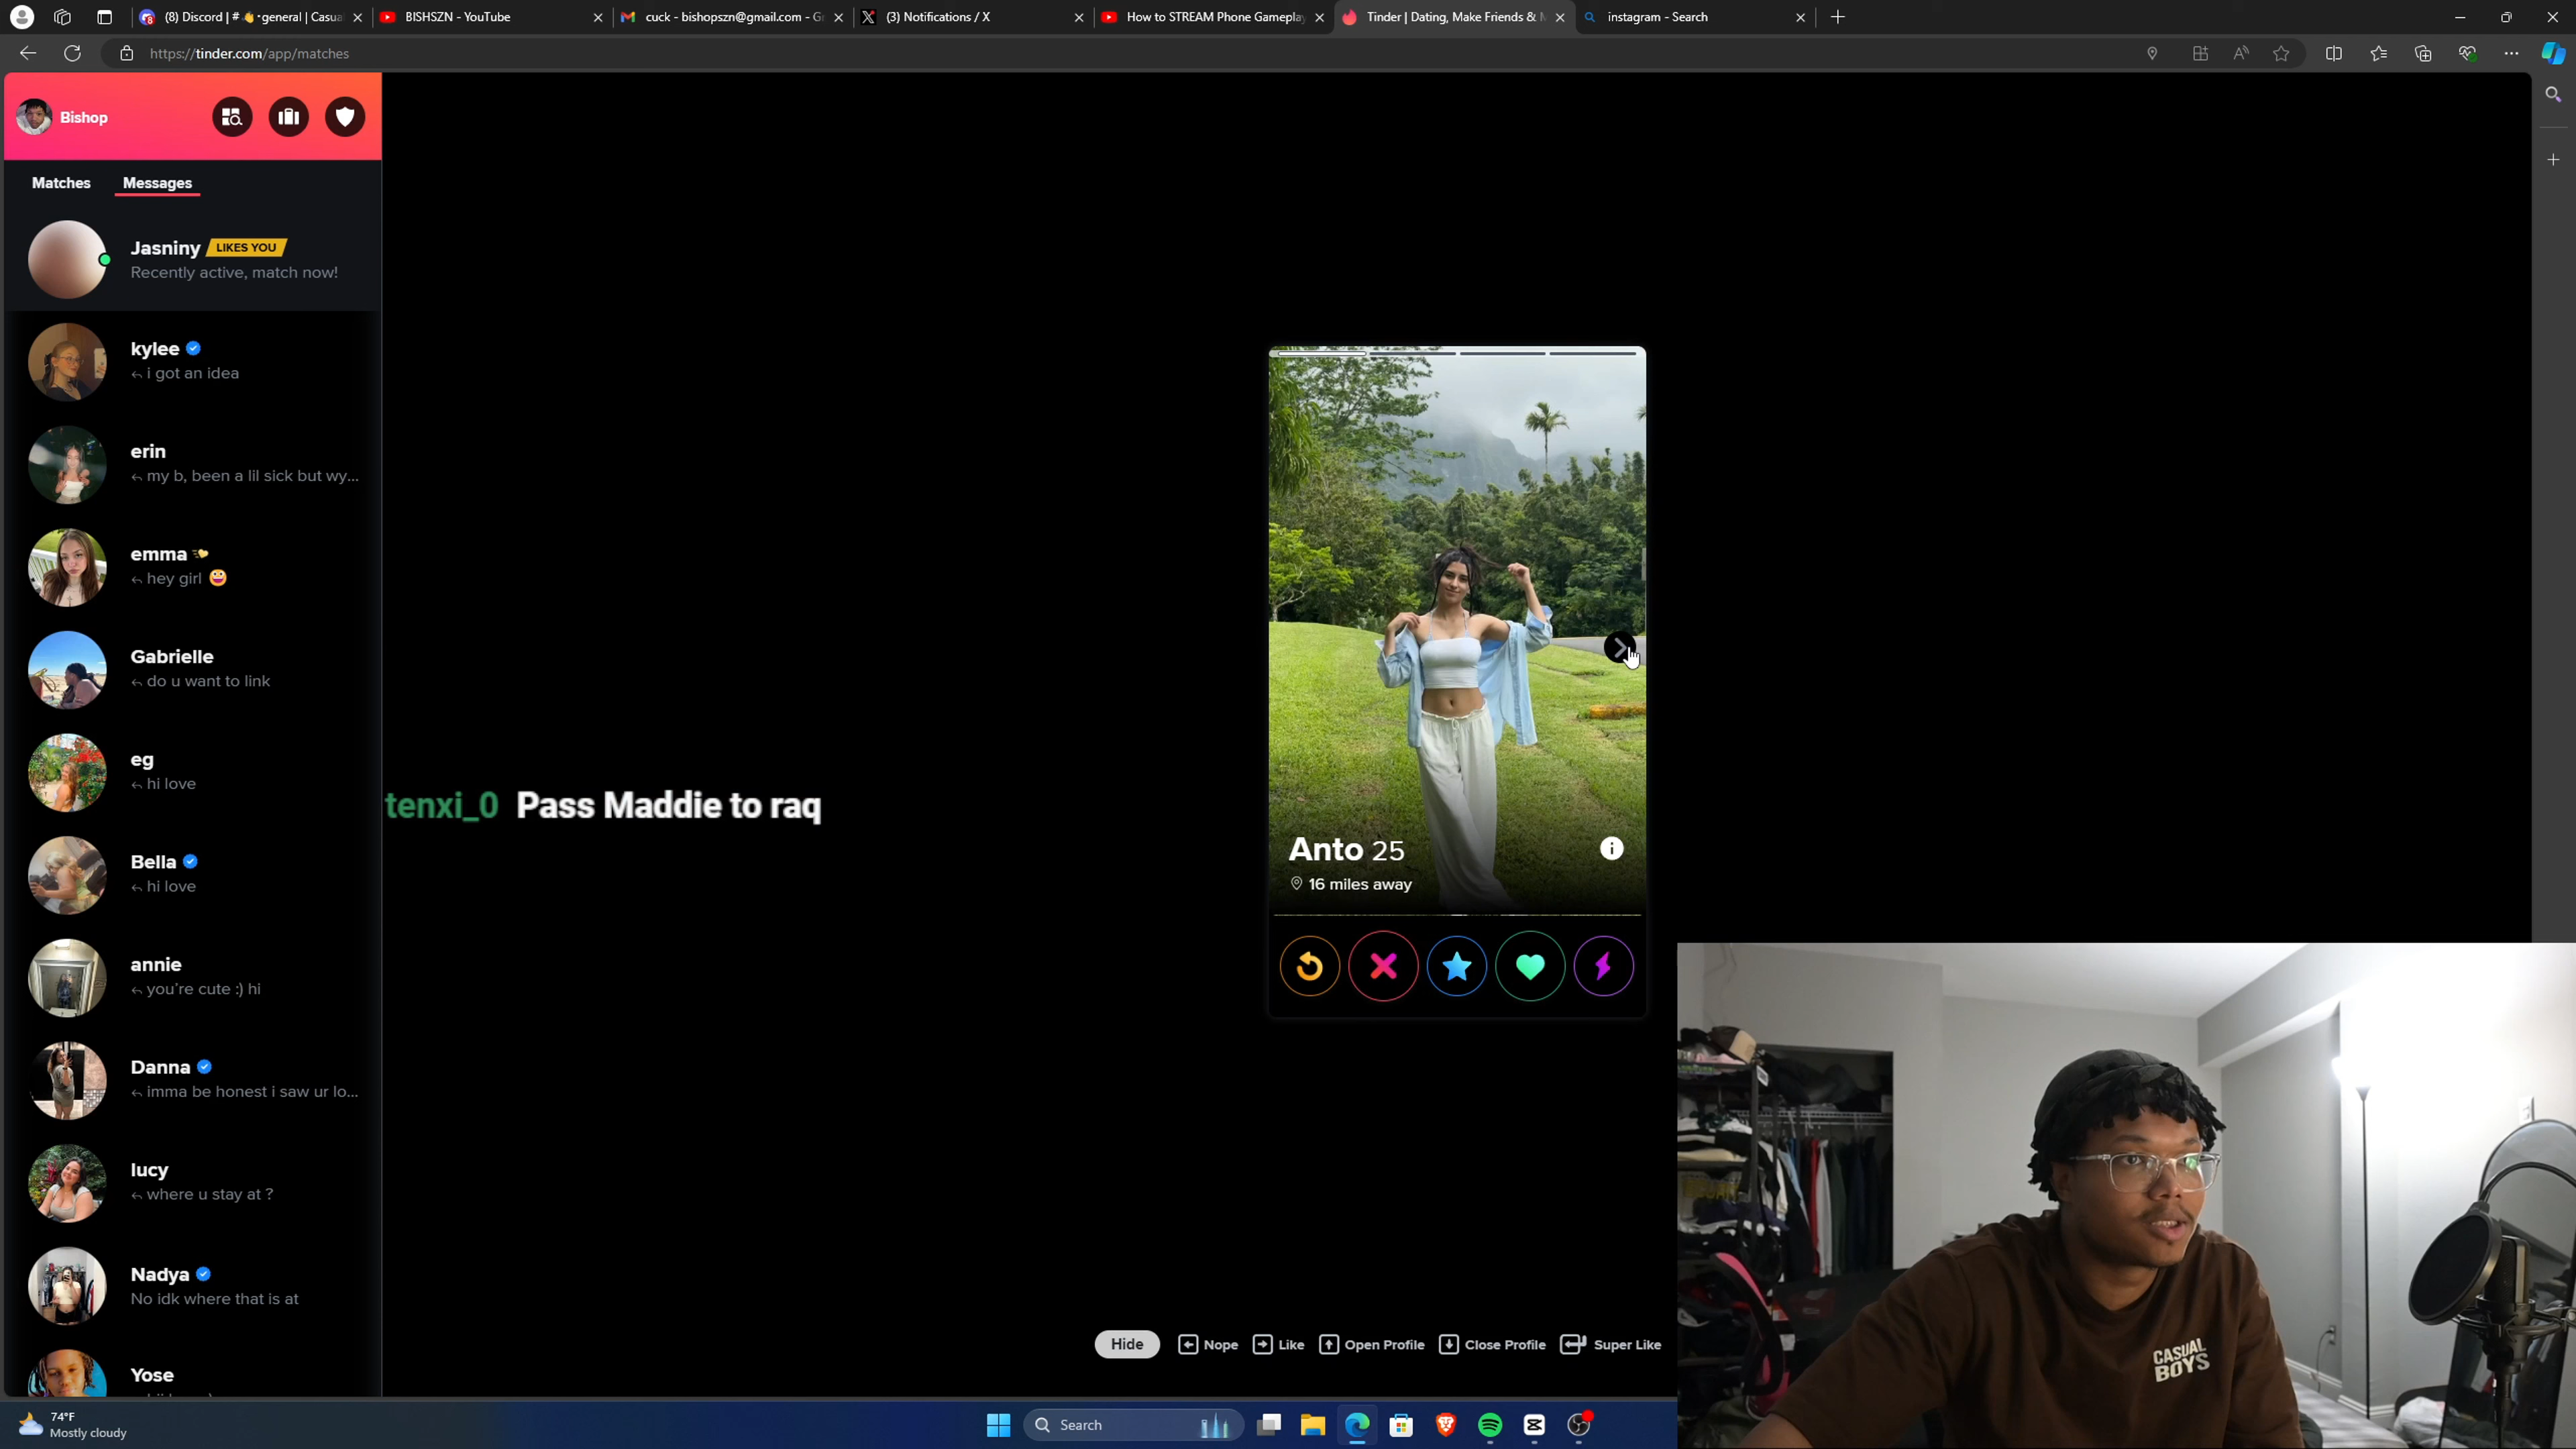 (8) Discord | # 👋・general | Casua
BISHSZN - YouTube
cuck - bishopszn@gmail.com - G
(3) Notifications / X
How to STREAM Phone Gameplay
Tinder | Dating, Make Friends & M
instagram - Search
https://tinder.com/app/matches
Bishop
Matches
Messages
Jasniny LIKES YOU
Recently active, match now!
kylee
i got an idea
erin
my b, been a lil sick but wy...
emma
hey girl 😀
Gabrielle
do u want to link
eg
hi love
Bella
hi love
annie
you're cute :) hi
Danna
imma be honest i saw ur lo...
lucy
where u stay at ?
Nadya
No idk where that is at
Yose
tenxi_0 Pass Maddie to raq
Anto 25
16 miles away
Hide
Nope
Like
Open Profile
Close Profile
Super Like
CASUAL
BOYS
74°F
Mostly cloudy
Search